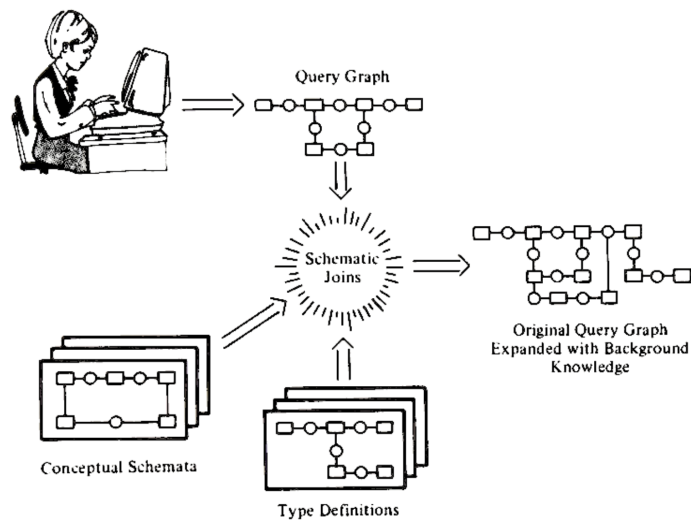 Query Graph
Schematic
Joins
Original Query Graph
Expanded with Background
Knowledge
Conceptual Schemata
Type Definitions